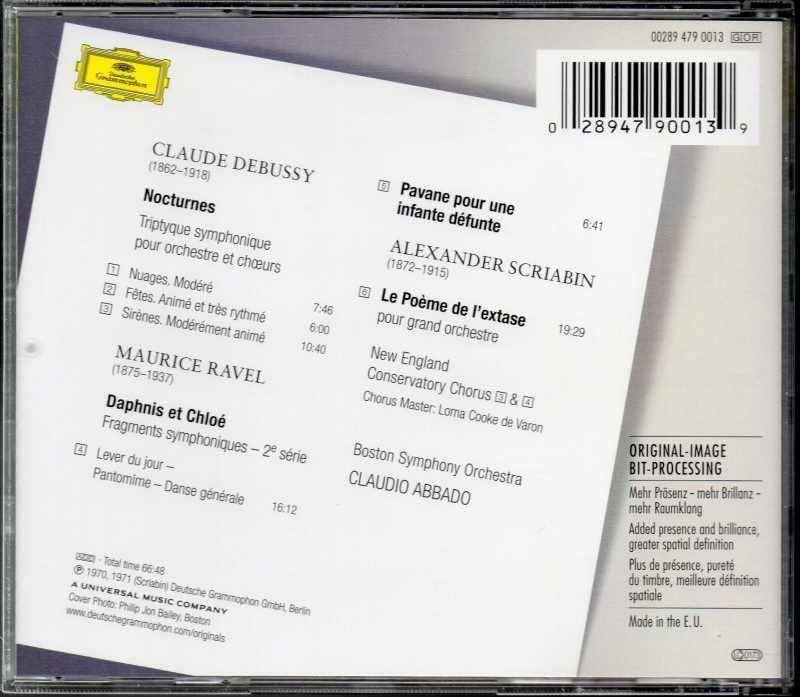 00289 479 0013 GOR
Deutsche
Grammophon
0 28947 90013 9
CLAUDE DEBUSSY
(1862–1918)
Nocturnes
Triptyque symphonique
pour orchestre et chœurs
1 Nuages. Modéré 7:46
2 Fêtes. Animé et très rythmé 6:00
3 Sirènes. Modérément animé 10:40
MAURICE RAVEL
(1875–1937)
Daphnis et Chloé
Fragments symphoniques – 2e série
4 Lever du jour –
Pantomime – Danse générale 16:12
5 Pavane pour une
infante défunte 6:41
ALEXANDER SCRIABIN
(1872–1915)
6 Le Poème de l'extase 19:29
pour grand orchestre
New England
Conservatory Chorus 3 & 4
Chorus Master: Lorna Cooke de Varon
Boston Symphony Orchestra
CLAUDIO ABBADO
· Total time 66:48
℗ 1970, 1971 (Scriabin) Deutsche Grammophon GmbH, Berlin
A UNIVERSAL MUSIC COMPANY
Cover Photo: Philip Jon Bailey, Boston
www.deutschegrammophon.com/originals
ORIGINAL-IMAGE
BIT-PROCESSING
Mehr Präsenz – mehr Brillanz –
mehr Raumklang
Added presence and brilliance,
greater spatial definition
Plus de présence, pureté
du timbre, meilleure définition
spatiale
Made in the E. U.